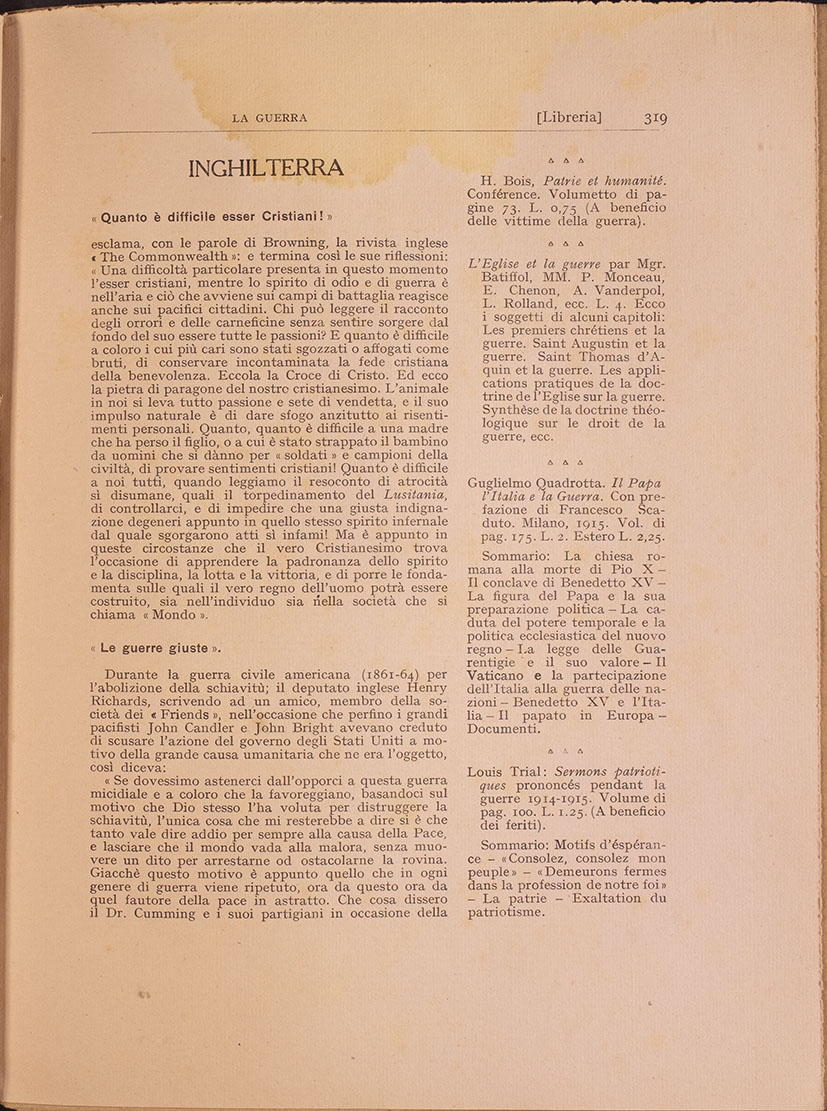 LA GUERRA [Libreria] 319
INGHILTERRA
« Quanto è difficile esser Cristiani! »
esclama, con le parole di Browning, la rivista inglese
« The Commonwealth »: e termina così le sue riflessioni:
« Una difficoltà particolare presenta in questo momento
l'esser cristiani, mentre lo spirito di odio e di guerra è
nell'aria e ciò che avviene sui campi di battaglia reagisce
anche sui pacifici cittadini. Chi può leggere il racconto
degli orrori e delle carneficine senza sentire sorgere dal
fondo del suo essere tutte le passioni? E quanto è difficile
a coloro i cui più cari sono stati sgozzati o affogati come
bruti, di conservare incontaminata la fede cristiana
della benevolenza. Eccola la Croce di Cristo. Ed ecco
la pietra di paragone del nostro cristianesimo. L'animale
in noi si leva tutto passione e sete di vendetta, e il suo
impulso naturale è di dare sfogo anzitutto ai risenti-
menti personali. Quanto, quanto è difficile a una madre
che ha perso il figlio, o a cui è stato strappato il bambino
da uomini che si dànno per « soldati » e campioni della
civiltà, di provare sentimenti cristiani! Quanto è difficile
a noi tutti, quando leggiamo il resoconto di atrocità
sì disumane, quali il torpedinamento del Lusitania,
di controllarci, e di impedire che una giusta indigna-
zione degeneri appunto in quello stesso spirito infernale
dal quale sgorgarono atti sì infami! Ma è appunto in
queste circostanze che il vero Cristianesimo trova
l'occasione di apprendere la padronanza dello spirito
e la disciplina, la lotta e la vittoria, e di porre le fonda-
menta sulle quali il vero regno dell'uomo potrà essere
costruito, sia nell'individuo sia nella società che si
chiama « Mondo ».
« Le guerre giuste ».
Durante la guerra civile americana (1861-64) per
l'abolizione della schiavitù; il deputato inglese Henry
Richards, scrivendo ad un amico, membro della so-
cietà dei « Friends », nell'occasione che perfino i grandi
pacifisti John Candler e John Bright avevano creduto
di scusare l'azione del governo degli Stati Uniti a mo-
tivo della grande causa umanitaria che ne era l'oggetto,
così diceva:
« Se dovessimo astenerci dall'opporci a questa guerra
micidiale e a coloro che la favoreggiano, basandoci sul
motivo che Dio stesso l'ha voluta per distruggere la
schiavitù, l'unica cosa che mi resterebbe a dire si è che
tanto vale dire addio per sempre alla causa della Pace,
e lasciare che il mondo vada alla malora, senza muo-
vere un dito per arrestarne od ostacolarne la rovina.
Giacchè questo motivo è appunto quello che in ogni
genere di guerra viene ripetuto, ora da questo ora da
quel fautore della pace in astratto. Che cosa dissero
il Dr. Cumming e i suoi partigiani in occasione della
H. Bois, Patrie et humanité.
Conférence. Volumetto di pa-
gine 73. L. 0,75 (A beneficio
delle vittime della guerra).
L'Eglise et la guerre par Mgr.
Batiffol, MM. P. Monceau,
E. Chenon, A. Vanderpol,
L. Rolland, ecc. L. 4. Ecco
i soggetti di alcuni capitoli:
Les premiers chrétiens et la
guerre. Saint Augustin et la
guerre. Saint Thomas d'A-
quin et la guerre. Les appli-
cations pratiques de la doc-
trine de l'Eglise sur la guerre.
Synthèse de la doctrine théo-
logique sur le droit de la
guerre, ecc.
Guglielmo Quadrotta. Il Papa
l'Italia e la Guerra. Con pre-
fazione di Francesco Sca-
duto. Milano, 1915. Vol. di
pag. 175. L. 2. Estero L. 2,25.
Sommario: La chiesa ro-
mana alla morte di Pio X –
Il conclave di Benedetto XV –
La figura del Papa e la sua
preparazione politica – La ca-
duta del potere temporale e la
politica ecclesiastica del nuovo
regno – La legge delle Gua-
rentigie e il suo valore – Il
Vaticano e la partecipazione
dell'Italia alla guerra delle na-
zioni – Benedetto XV e l'Ita-
lia – Il papato in Europa –
Documenti.
Louis Trial: Sermons patrioti-
ques prononcés pendant la
guerre 1914-1915. Volume di
pag. 100. L. 1.25. (A beneficio
dei feriti).
Sommario: Motifs d'éspéran-
ce – «Consolez, consolez mon
peuple» – «Demeurons fermes
dans la profession de notre foi»
– La patrie – Exaltation du
patriotisme.